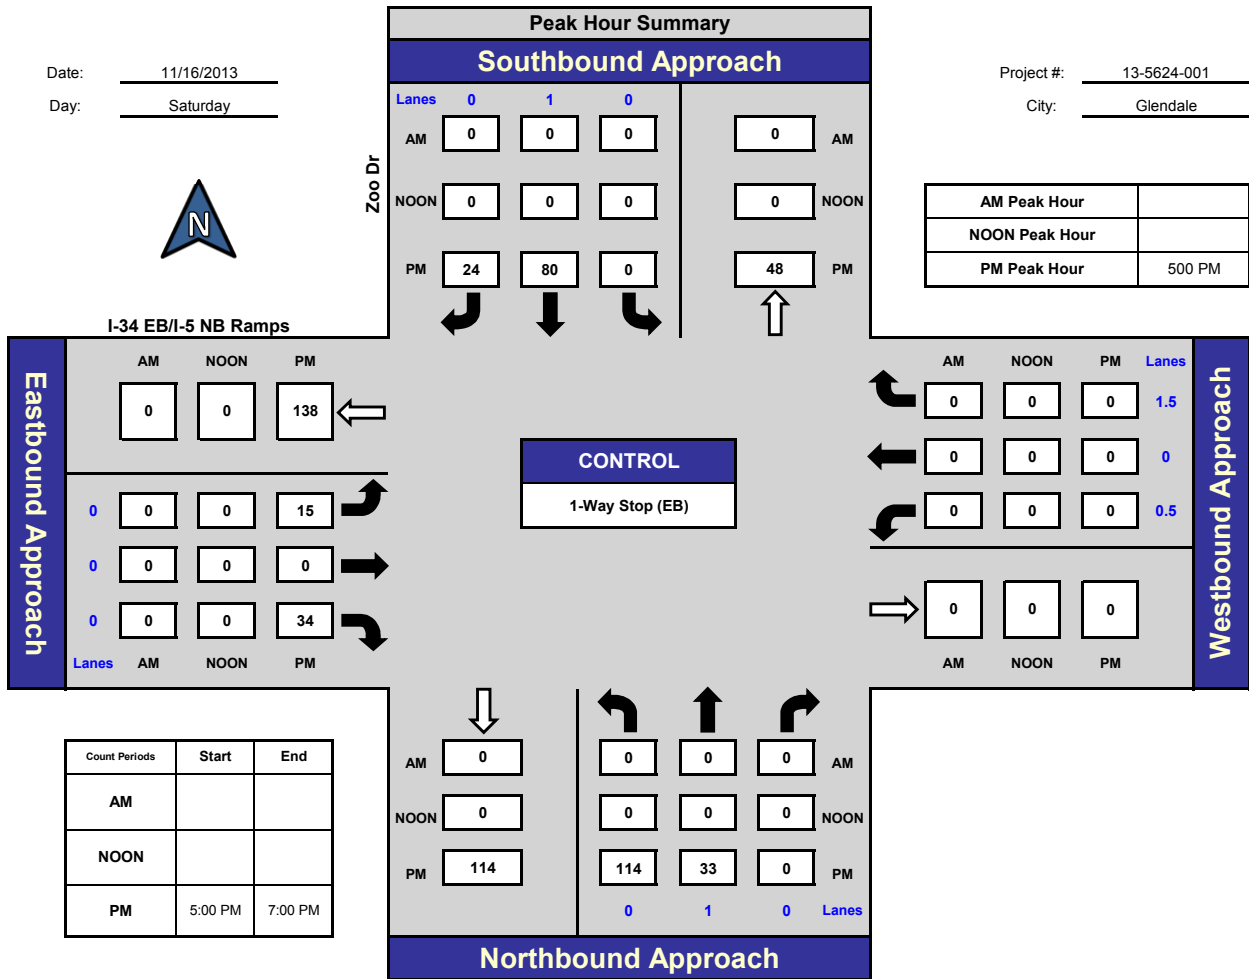 Peak Hour Summary
Southbound Approach
Date: 11/16/2013
Day: Saturday
Project #: 13-5624-001
City: Glendale
N
Zoo Dr
Lanes 0 1 0
AM 0 0 0 0 AM
NOON 0 0 0 0 NOON
PM 24 80 0 48 PM
AM Peak Hour
NOON Peak Hour
PM Peak Hour 500 PM
I-34 EB/I-5 NB Ramps
Eastbound Approach
AM NOON PM
0 0 138
0 0 0 15
0 0 0 0
0 0 0 34
Lanes AM NOON PM
CONTROL
1-Way Stop (EB)
AM NOON PM Lanes
0 0 0 1.5
0 0 0 0
0 0 0 0.5
0 0 0
AM NOON PM
Westbound Approach
Count Periods Start End
AM
NOON
PM 5:00 PM 7:00 PM
AM 0 0 0 0 AM
NOON 0 0 0 0 NOON
PM 114 114 33 0 PM
0 1 0 Lanes
Northbound Approach